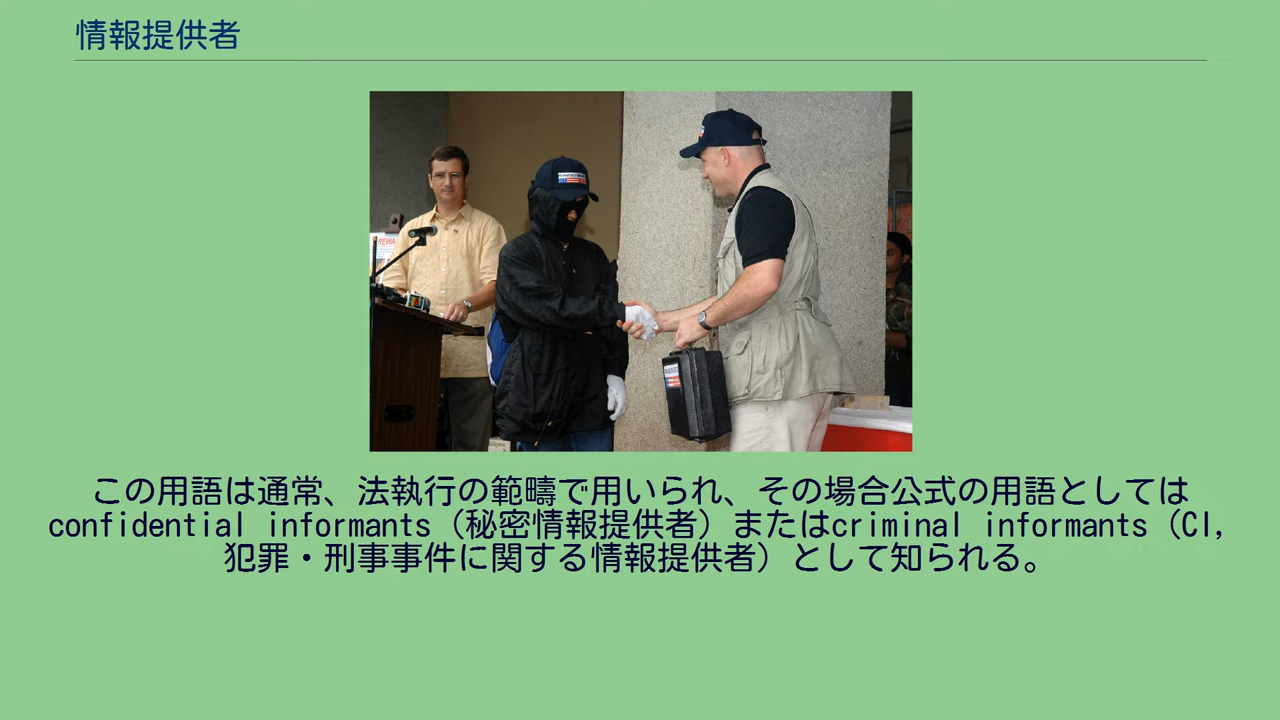 情報提供者
REWA
この用語は通常、法執行の範疇で用いられ、その場合公式の用語としては
confidential informants（秘密情報提供者）またはcriminal informants（CI,
犯罪・刑事事件に関する情報提供者）として知られる。